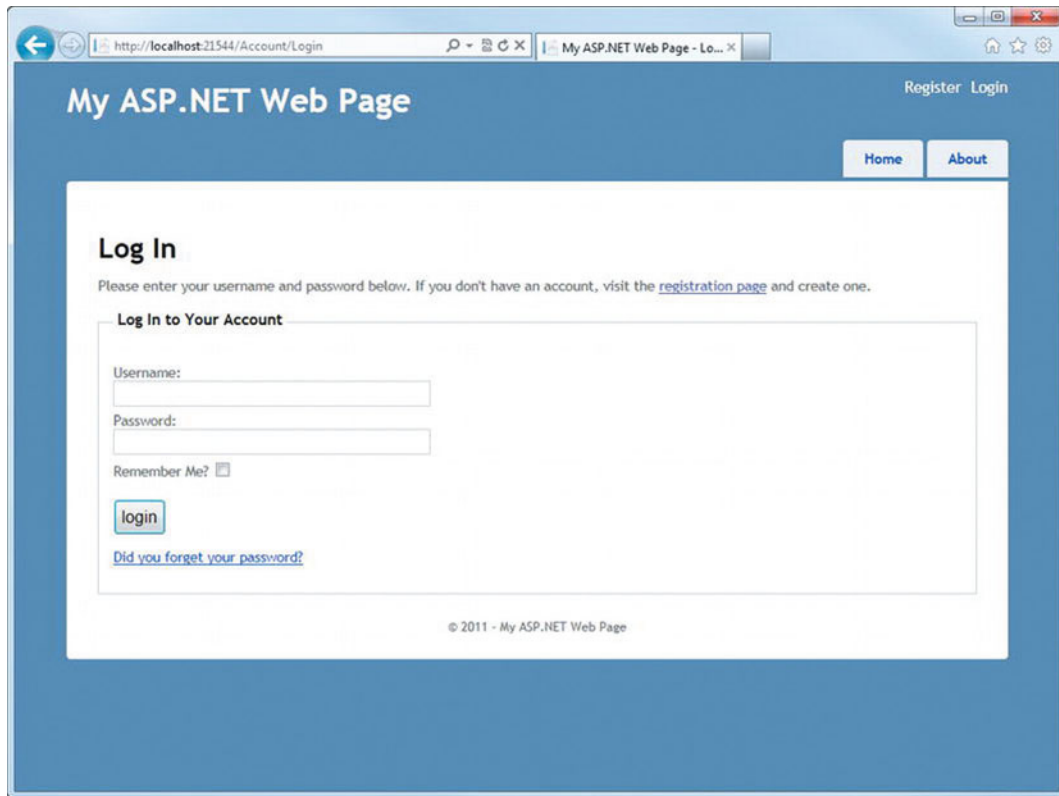 http://localhost:21544/Account/Login
My ASP.NET Web Page - Lo...
Register Login
My ASP.NET Web Page
Home About
Log In
Please enter your username and password below. If you don't have an account, visit the registration page and create one.
Log In to Your Account
Username:
Password:
Remember Me?
login
Did you forget your password?
© 2011 - My ASP.NET Web Page